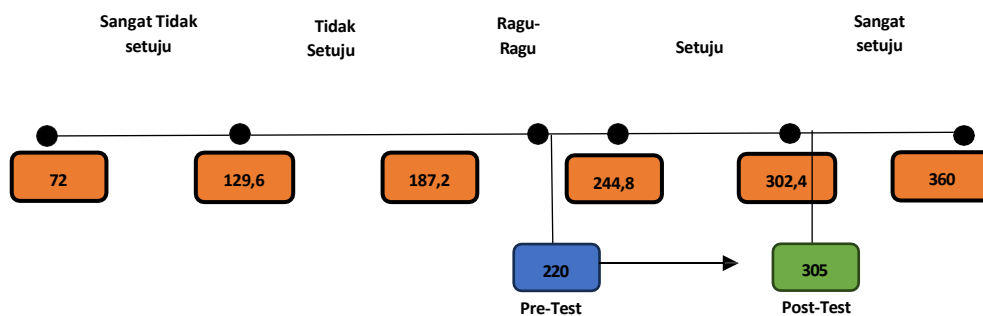 Sangat Tidak
setuju
Tidak
Setuju
Ragu-
Ragu
Setuju
Sangat
setuju
72
129,6
187,2
244,8
302,4
360
220
305
Pre-Test
Post-Test